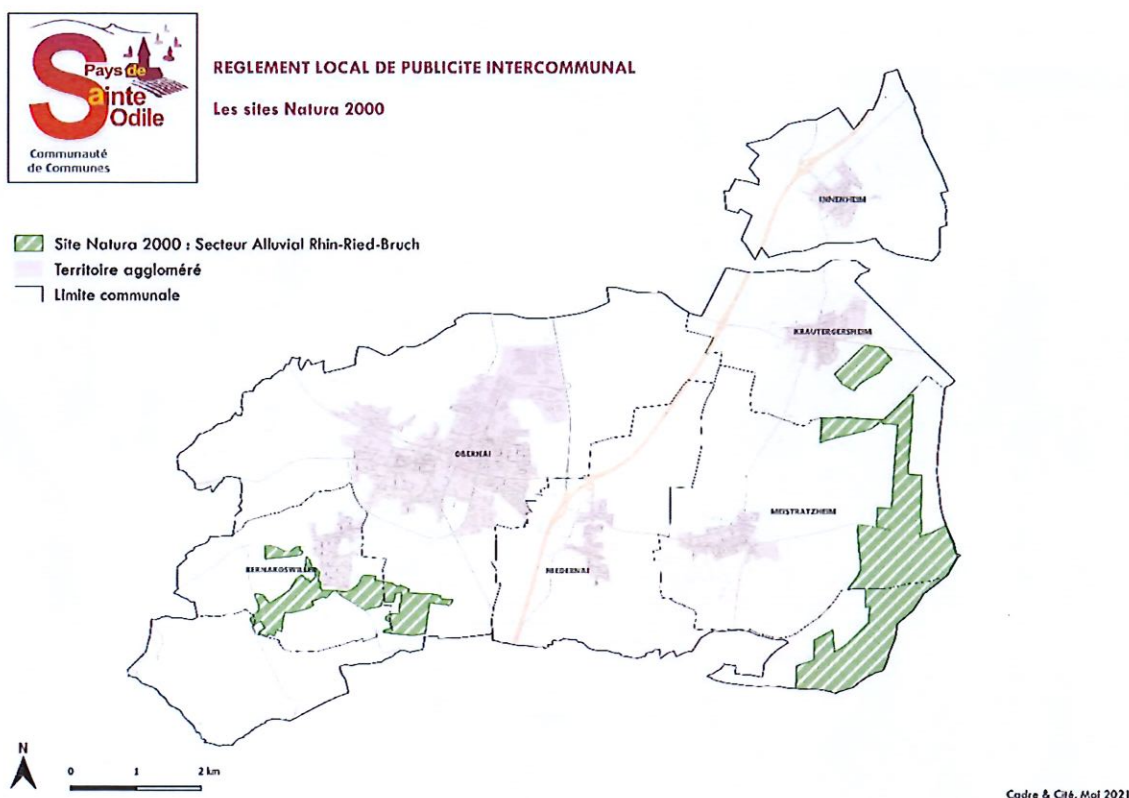 Pays de
Sainte
Odile
Communauté
de Communes
REGLEMENT LOCAL DE PUBLICiTE INTERCOMMUNAL
Les sites Natura 2000
Site Natura 2000 : Secteur Alluvial Rhin-Ried-Bruch
Territoire aggloméré
Limite communale
INNENHEIM
KRAUTERGERSHEIM
OBERNAI
MEISTRATZHEIM
BERNARDSWILLER
NIEDERNAI
N
0 1 2 km
Cadre & Cité, Mai 2021